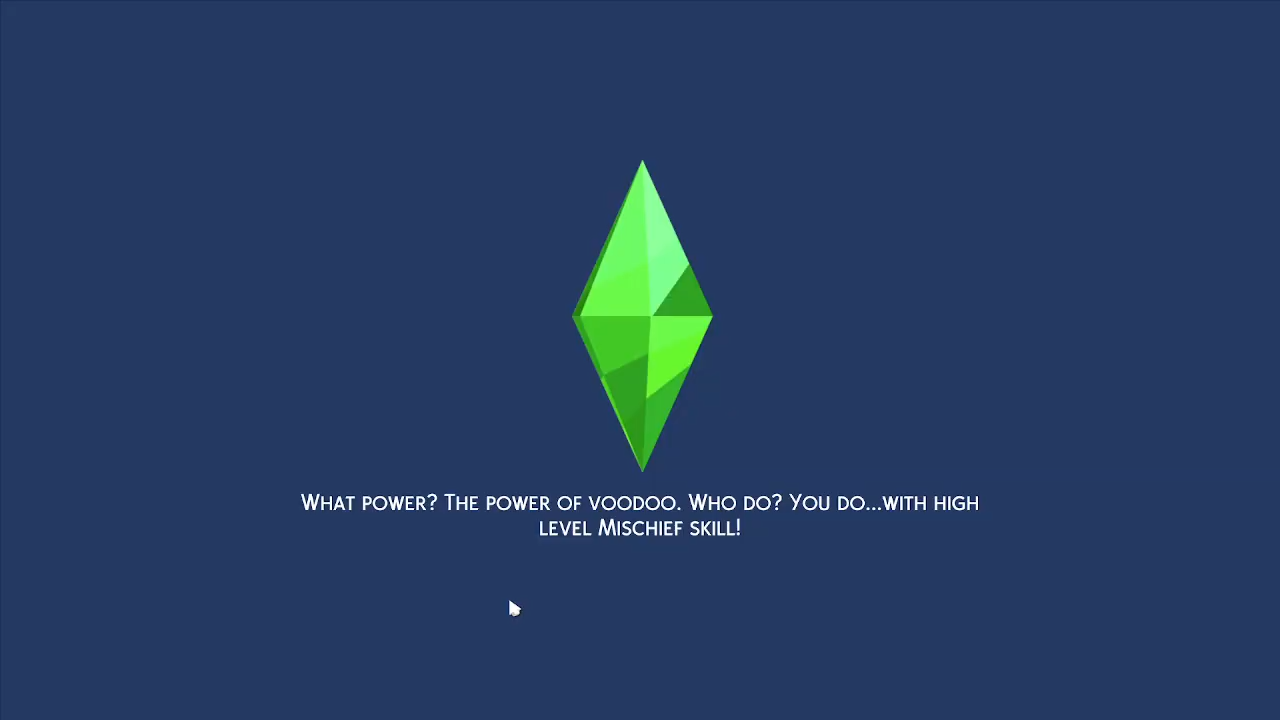 What power? The power of voodoo. Who do? You do...with high
level Mischief skill!